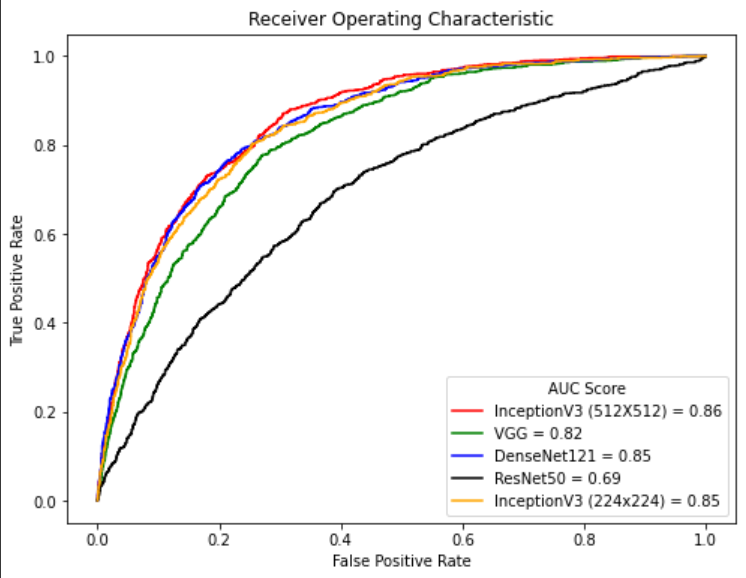 Receiver Operating Characteristic
1.0
0.8
0.6
0.4
0.2
0.0
True Positive Rate
0.0 0.2 0.4 0.6 0.8 1.0
False Positive Rate
AUC Score
InceptionV3 (512X512) = 0.86
VGG = 0.82
DenseNet121 = 0.85
ResNet50 = 0.69
InceptionV3 (224x224) = 0.85